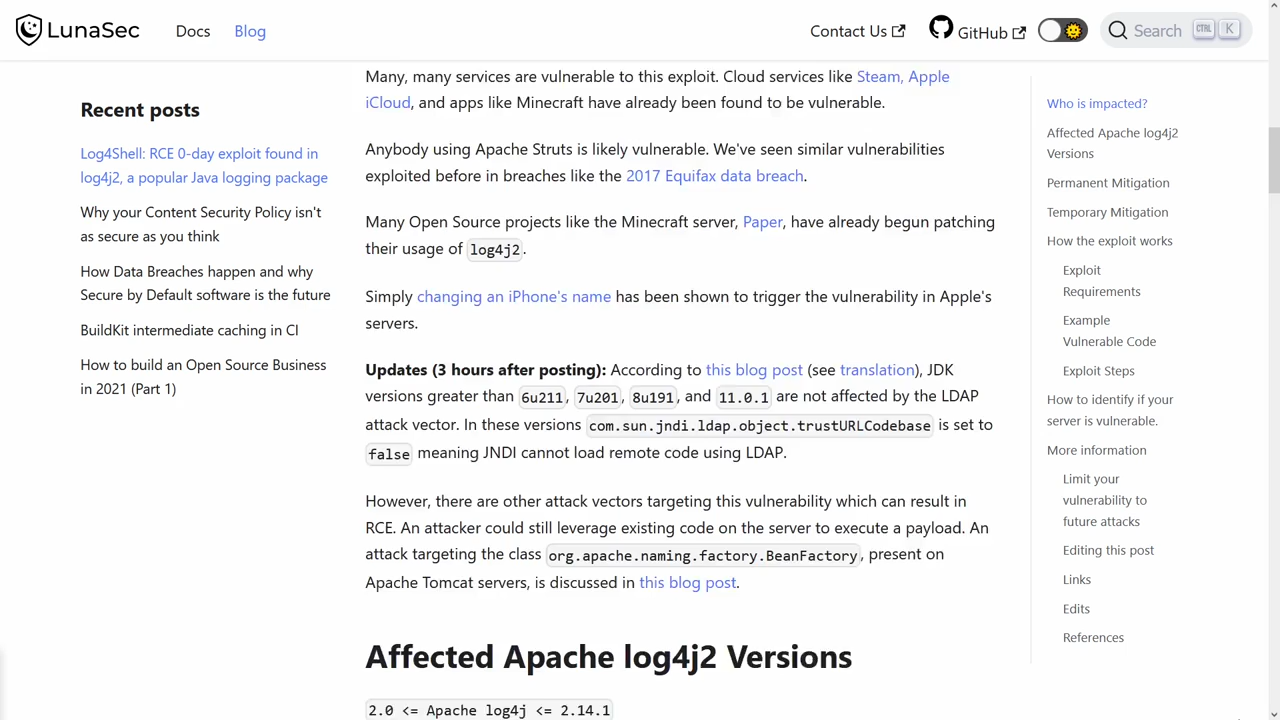 LunaSec
Docs
Blog
Contact Us
GitHub
Search
CTRL
K
Recent posts
Log4Shell: RCE 0-day exploit found in
log4j2, a popular Java logging package
Why your Content Security Policy isn't
as secure as you think
How Data Breaches happen and why
Secure by Default software is the future
BuildKit intermediate caching in CI
How to build an Open Source Business
in 2021 (Part 1)
Many, many services are vulnerable to this exploit. Cloud services like Steam, Apple
iCloud, and apps like Minecraft have already been found to be vulnerable.
Anybody using Apache Struts is likely vulnerable. We've seen similar vulnerabilities
exploited before in breaches like the 2017 Equifax data breach.
Many Open Source projects like the Minecraft server, Paper, have already begun patching
their usage of log4j2.
Simply changing an iPhone's name has been shown to trigger the vulnerability in Apple's
servers.
Updates (3 hours after posting): According to this blog post (see translation), JDK
versions greater than 6u211, 7u201, 8u191, and 11.0.1 are not affected by the LDAP
attack vector. In these versions com.sun.jndi.ldap.object.trustURLCodebase is set to
false meaning JNDI cannot load remote code using LDAP.
However, there are other attack vectors targeting this vulnerability which can result in
RCE. An attacker could still leverage existing code on the server to execute a payload. An
attack targeting the class org.apache.naming.factory.BeanFactory, present on
Apache Tomcat servers, is discussed in this blog post.
Affected Apache log4j2 Versions
2.0 <= Apache log4j <= 2.14.1
Who is impacted?
Affected Apache log4j2
Versions
Permanent Mitigation
Temporary Mitigation
How the exploit works
Exploit
Requirements
Example
Vulnerable Code
Exploit Steps
How to identify if your
server is vulnerable.
More information
Limit your
vulnerability to
future attacks
Editing this post
Links
Edits
References